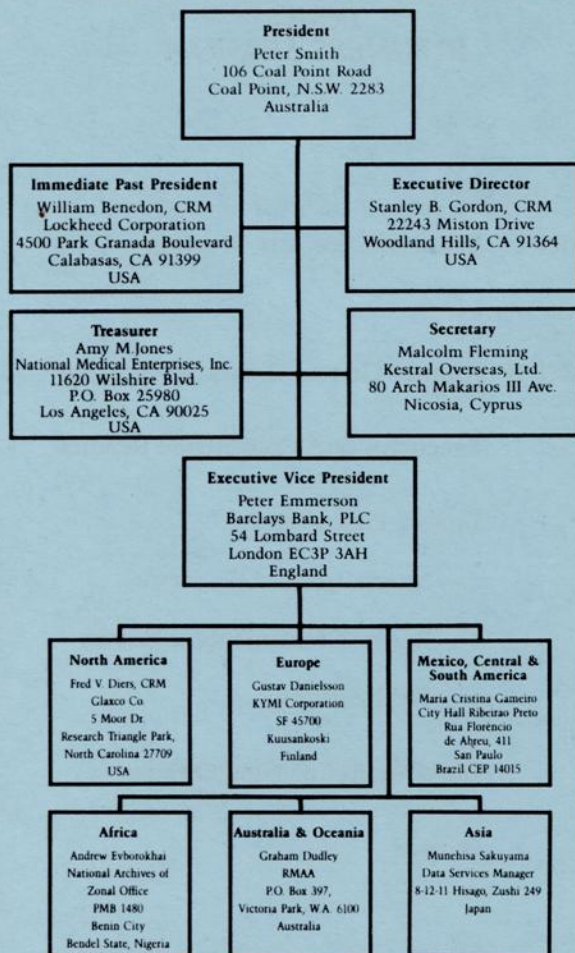 President
Peter Smith
106 Coal Point Road
Coal Point, N.S.W. 2283
Australia
Immediate Past President
William Benedon, CRM
Lockheed Corporation
4500 Park Granada Boulevard
Calabasas, CA 91399
USA
Executive Director
Stanley B. Gordon, CRM
22243 Miston Drive
Woodland Hills, CA 91364
USA
Treasurer
Amy M.Jones
National Medical Enterprises, Inc.
11620 Wilshire Blvd.
P.O. Box 25980
Los Angeles, CA 90025
USA
Secretary
Malcolm Fleming
Kestral Overseas, Ltd.
80 Arch Makarios III Ave.
Nicosia, Cyprus
Executive Vice President
Peter Emmerson
Barclays Bank, PLC
54 Lombard Street
London EC3P 3AH
England
North America
Fred V. Diers, CRM
Glaxco Co
5 Moor Dr.
Research Triangle Park,
North Carolina 27709
USA
Europe
Gustav Danielsson
KYMI Corporation
SF 45700
Kuusankoski
Finland
Mexico, Central &
South America
Maria Cristina Gameiro
City Hall Ribeirao Preto
Rua Florencio
de Abreu, 411
San Paulo
Brazil CEP 14015
Africa
Andrew Evborokhai
National Archives of
Zonal Office
PMB 1480
Benin City
Bendel State, Nigeria
Australia & Oceania
Graham Dudley
RMAA
P.O. Box 397,
Victoria Park, W.A. 6100
Australia
Asia
Munehisa Sakuyama
Data Services Manager
8-12-11 Hisago, Zushi 249
Japan